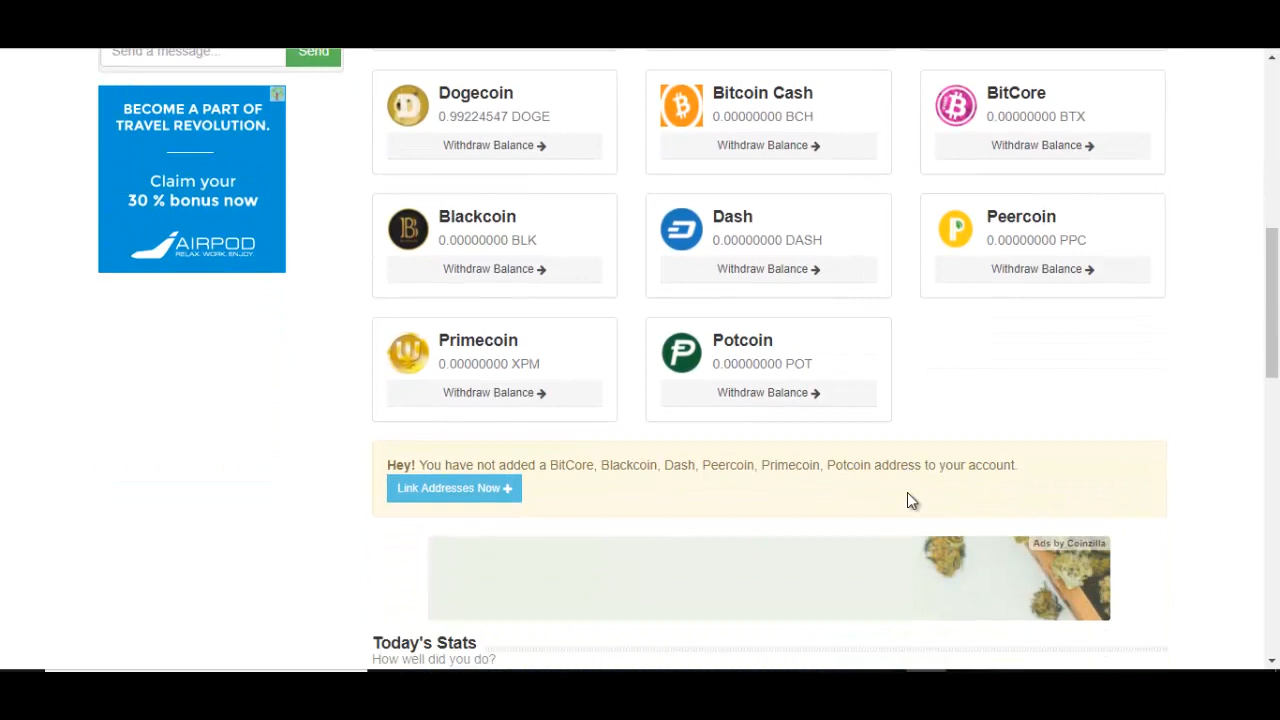 Send a message...
Send
BECOME A PART OF
TRAVEL REVOLUTION.
Claim your
30 % bonus now
AIRPOD
RELAX. WORK. ENJOY.
Dogecoin
0.99224547 DOGE
Withdraw Balance
Bitcoin Cash
0.00000000 BCH
Withdraw Balance
BitCore
0.00000000 BTX
Withdraw Balance
Blackcoin
0.00000000 BLK
Withdraw Balance
Dash
0.00000000 DASH
Withdraw Balance
Peercoin
0.00000000 PPC
Withdraw Balance
Primecoin
0.00000000 XPM
Withdraw Balance
Potcoin
0.00000000 POT
Withdraw Balance
Hey! You have not added a BitCore, Blackcoin, Dash, Peercoin, Primecoin, Potcoin address to your account.
Link Addresses Now
Ads by Coinzilla
Today's Stats
How well did you do?